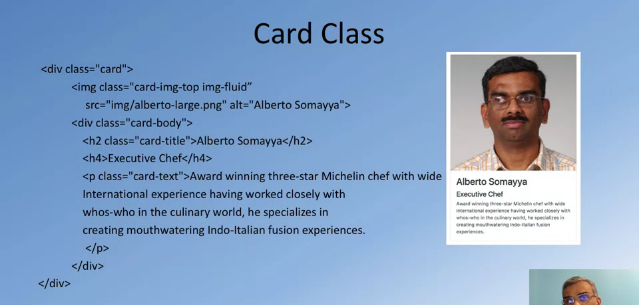 Card Class
<div class="card">
<img class="card-img-top img-fluid"
src="img/alberto-large.png" alt="Alberto Somayya">
<div class="card-body">
<h2 class="card-title">Alberto Somayya</h2>
<h4>Executive Chef</h4>
<p class="card-text">Award winning three-star Michelin chef with wide
International experience having worked closely with
whos-who in the culinary world, he specializes in
creating mouthwatering Indo-Italian fusion experiences.
</p>
</div>
</div>
Alberto Somayya
Executive Chef
Award winning three-star Michelin chef with wide
International experience having worked closely with
whos-who in the culinary world, he specializes in
creating mouthwatering Indo-Italian fusion
experiences.